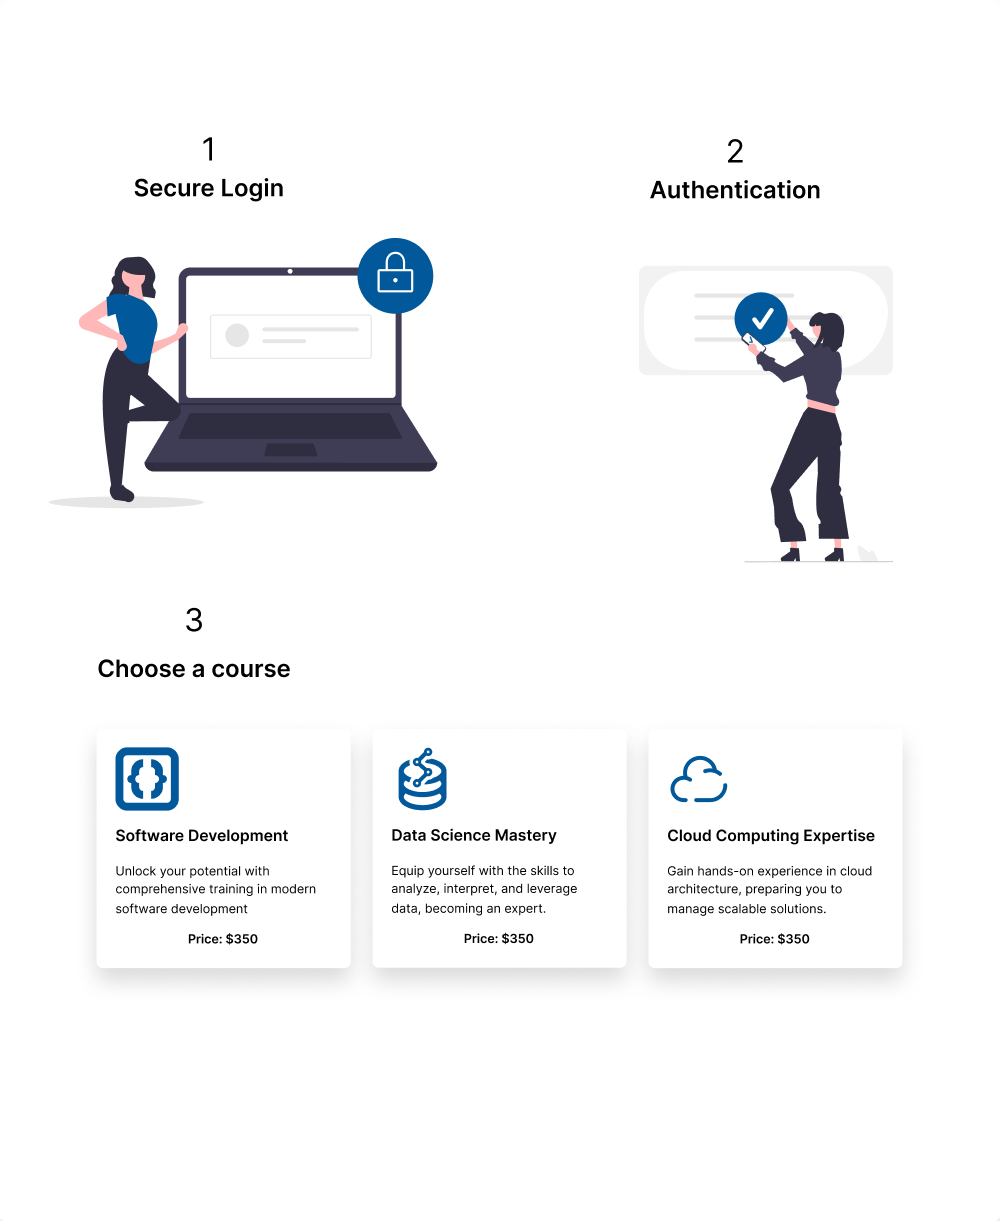 1
Secure Login
2
Authentication
3
Choose a course
Software Development
Unlock your potential with
comprehensive training in modern
software development
Price: $350
Data Science Mastery
Equip yourself with the skills to
analyze, interpret, and leverage
data, becoming an expert.
Price: $350
Cloud Computing Expertise
Gain hands-on experience in cloud
architecture, preparing you to
manage scalable solutions.
Price: $350